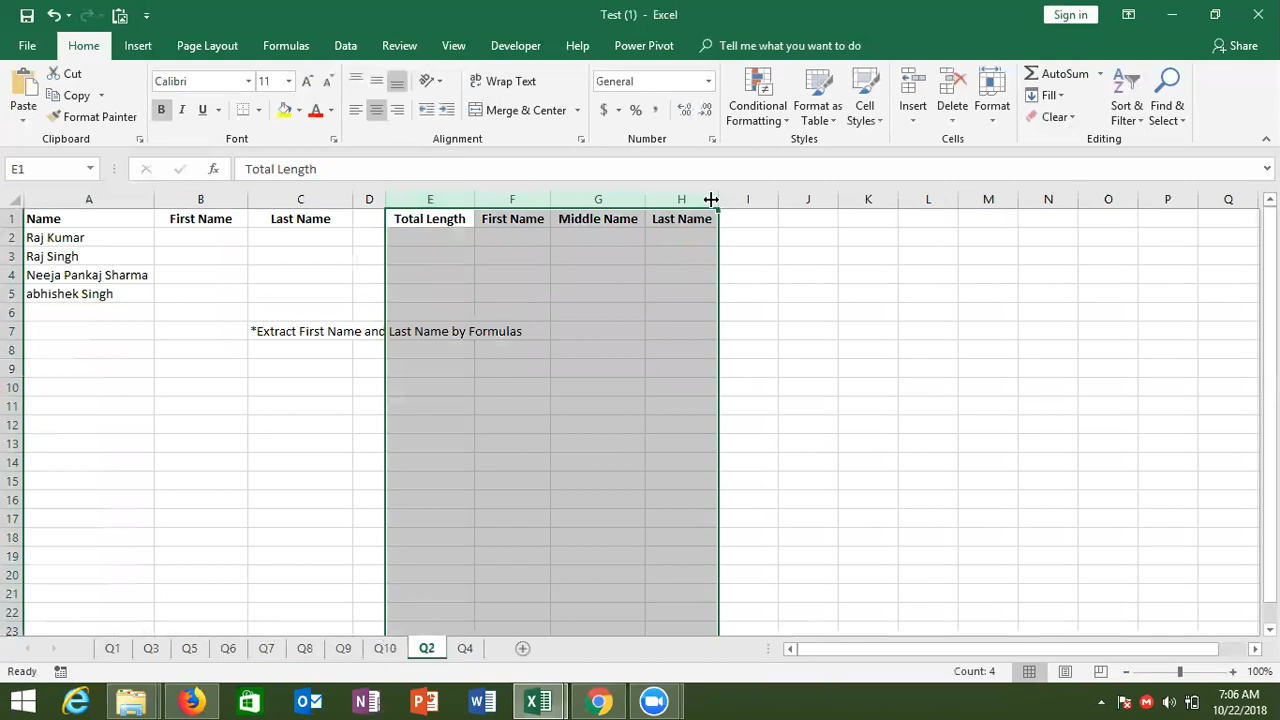 Test (1) - Excel
Sign in
File Home Insert Page Layout Formulas Data Review View Developer Help Power Pivot Tell me what you want to do Share
Paste
Cut
Copy
Format Painter
Clipboard
Calibri 11
B I U
Font
Wrap Text
Merge & Center
Alignment
General
$ % ,
Number
Conditional Formatting
Format as Table
Cell Styles
Styles
Insert
Delete
Format
Cells
AutoSum
Fill
Clear
Sort & Filter
Find & Select
Editing
E1 fx Total Length
A B C D E F G H I J K L M N O P Q
1 Name First Name Last Name Total Length First Name Middle Name Last Name
2 Raj Kumar
3 Raj Singh
4 Neeja Pankaj Sharma
5 abhishek Singh
6
7 *Extract First Name and Last Name by Formulas
8
9
10
11
12
13
14
15
16
17
18
19
20
21
22
23
Q1 Q3 Q5 Q6 Q7 Q8 Q9 Q10 Q2 Q4
Ready Count: 4 100%
7:06 AM
10/22/2018